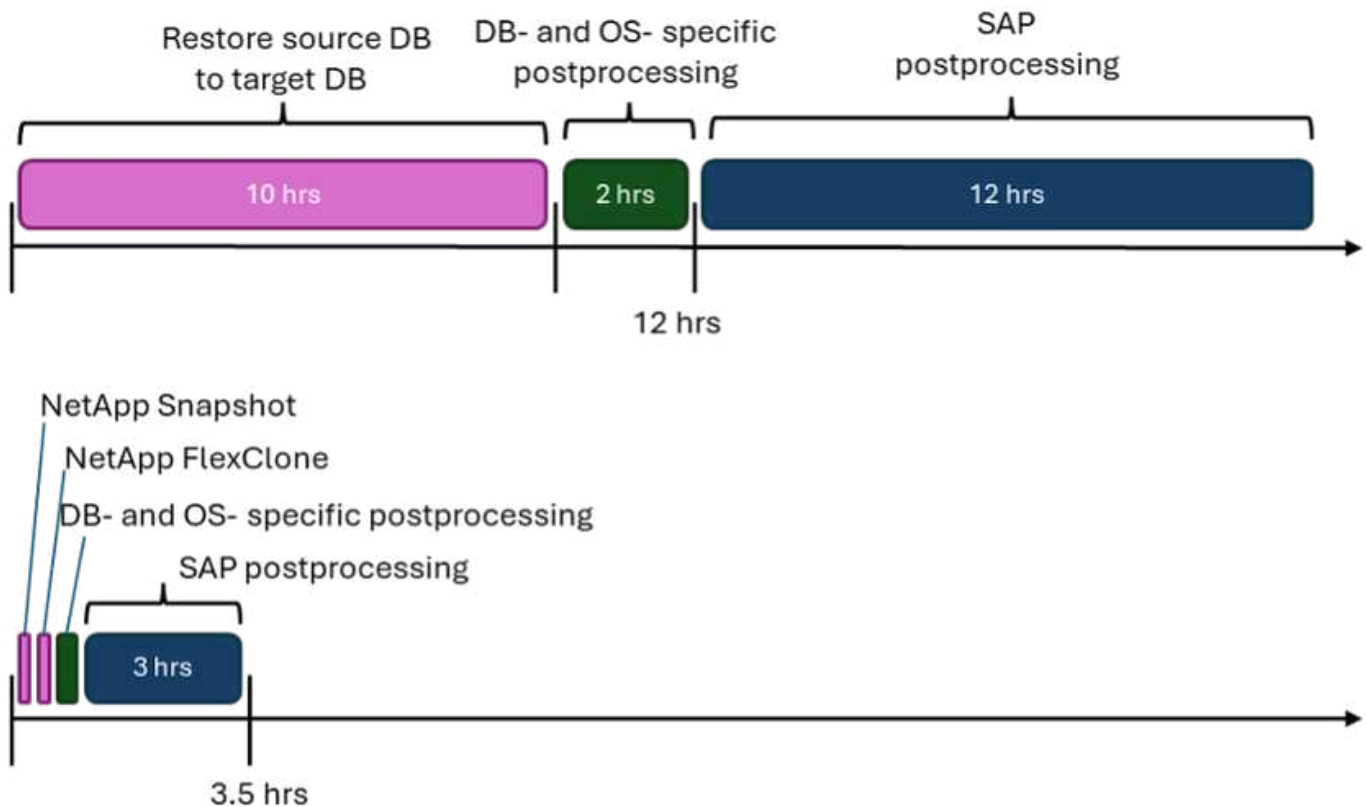 Restore source DB
to target DB
DB- and OS- specific
postprocessing
SAP
postprocessing
10 hrs
2 hrs
12 hrs
12 hrs
NetApp Snapshot
NetApp FlexClone
DB- and OS- specific postprocessing
SAP postprocessing
3 hrs
3.5 hrs